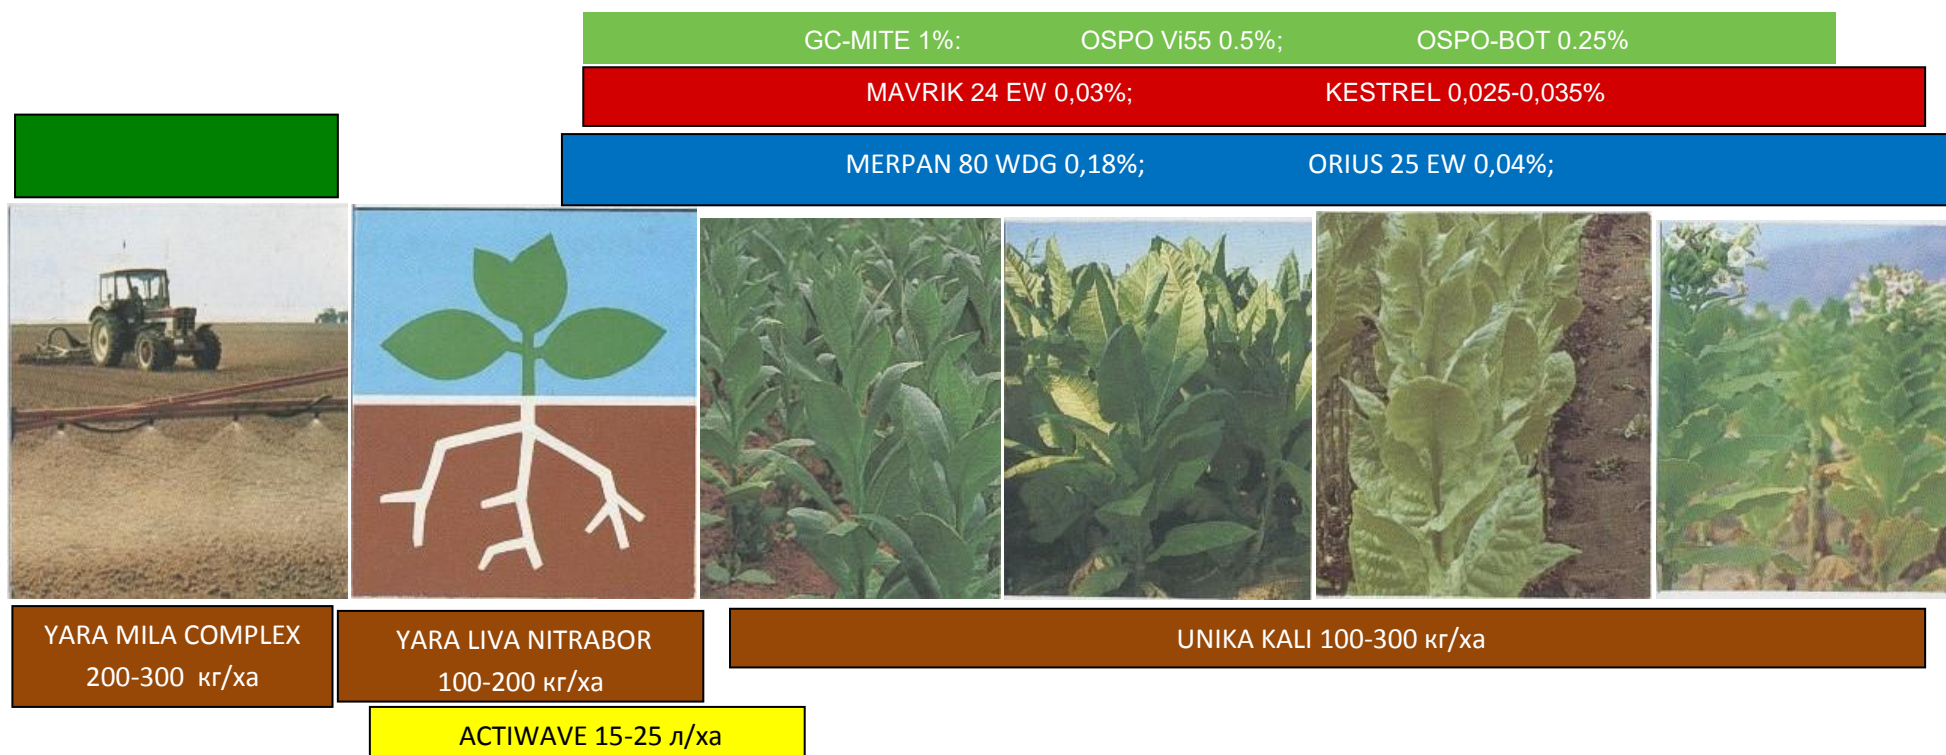 GC-MITE 1%: OSPO Vi55 0.5%; OSPO-BOT 0.25%
MAVRIK 24 EW 0,03%; KESTREL 0,025-0,035%
MERPAN 80 WDG 0,18%; ORIUS 25 EW 0,04%;
YARA MILA COMPLEX
200-300 кг/ха
YARA LIVA NITRABOR
100-200 кг/ха
UNIKA KALI 100-300 кг/ха
ACTIWAVE 15-25 л/ха